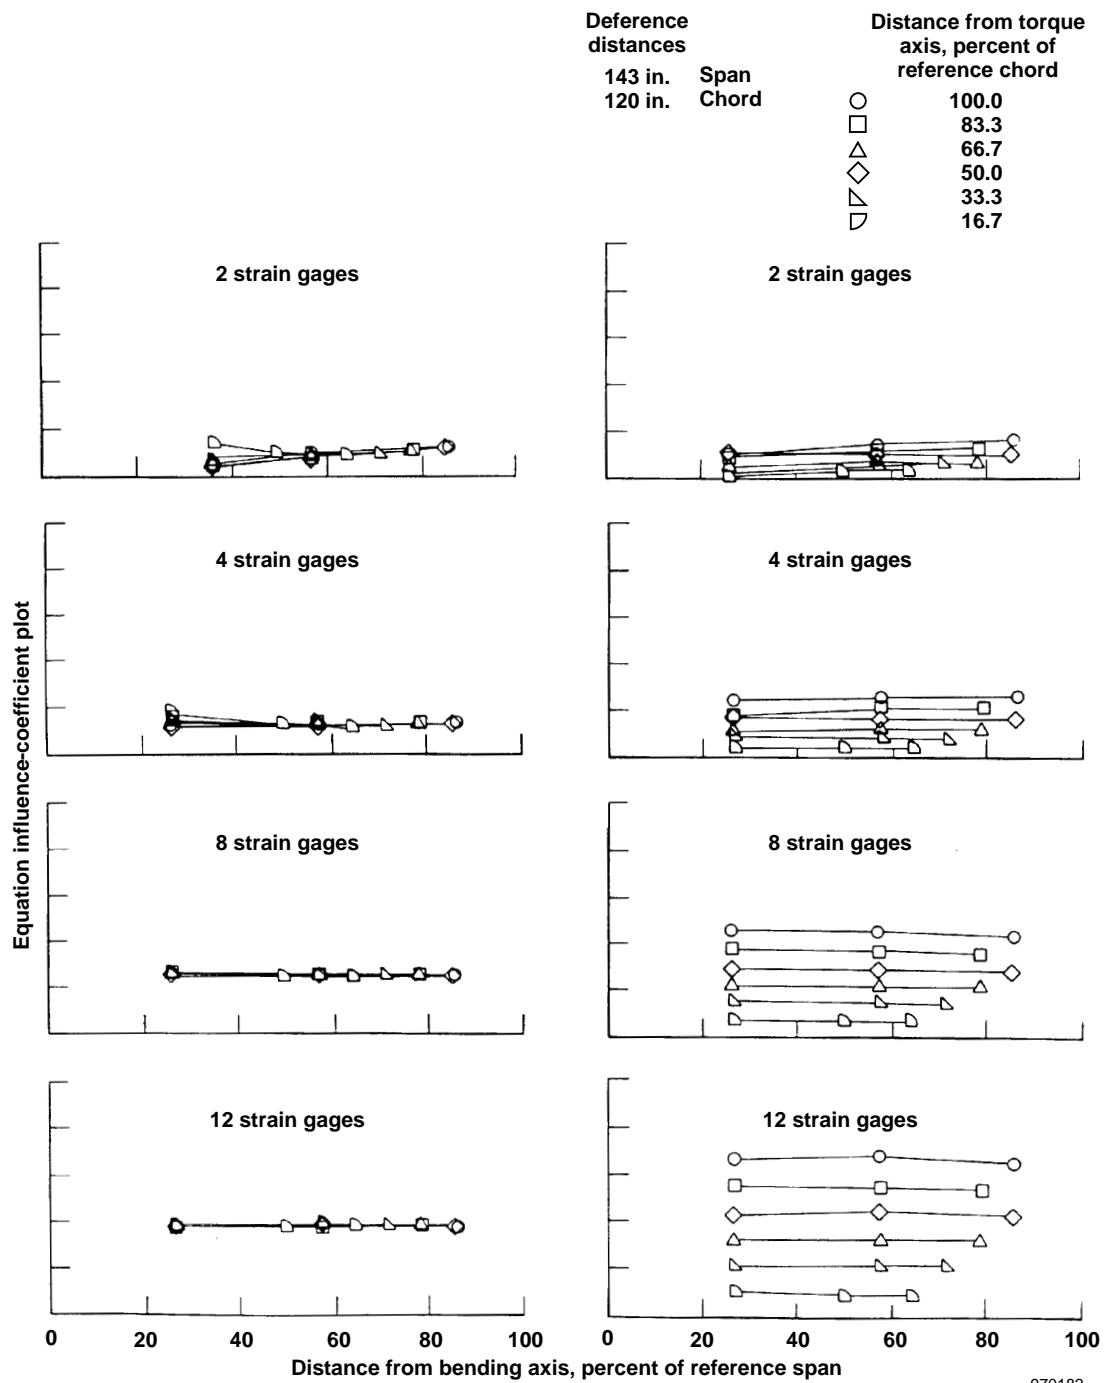 Deference distances
143 in. Span
120 in. Chord
Distance from torque axis, percent of reference chord
100.0
83.3
66.7
50.0
33.3
16.7
2 strain gages
2 strain gages
4 strain gages
4 strain gages
8 strain gages
8 strain gages
12 strain gages
12 strain gages
Equation influence-coefficient plot
0 20 40 60 80 100
0 20 40 60 80 100
Distance from bending axis, percent of reference span